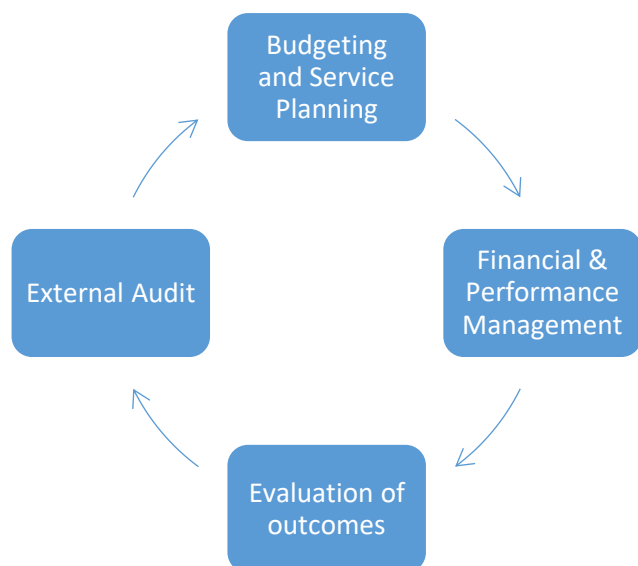 Budgeting
and Service
Planning
Financial &
Performance
Management
Evaluation of
outcomes
External Audit